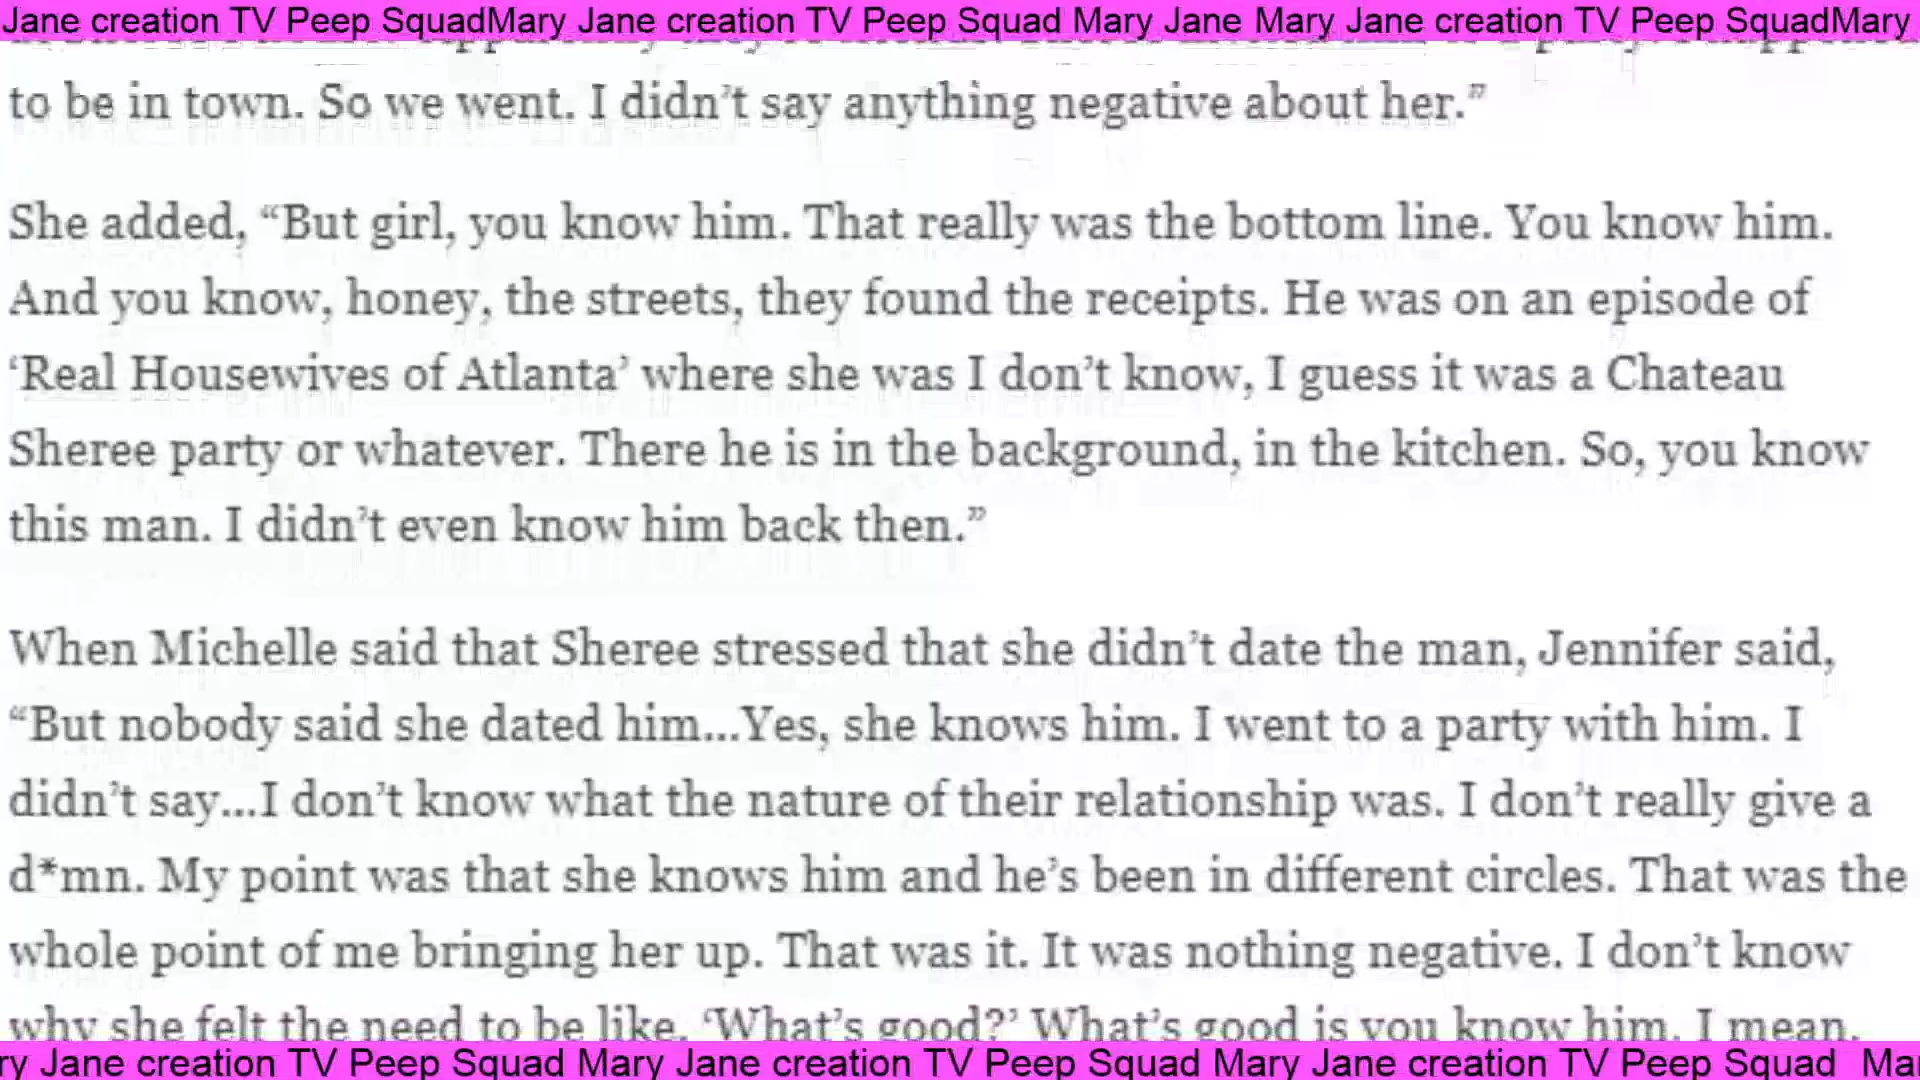 Jane creation TV Peep SquadMary Jane creation TV Peep Squad Mary Jane Mary Jane creation TV Peep SquadMary
to be in town. So we went. I didn’t say anything negative about her.”
She added, “But girl, you know him. That really was the bottom line. You know him.
And you know, honey, the streets, they found the receipts. He was on an episode of
‘Real Housewives of Atlanta’ where she was I don’t know, I guess it was a Chateau
Sheree party or whatever. There he is in the background, in the kitchen. So, you know
this man. I didn’t even know him back then.”
When Michelle said that Sheree stressed that she didn’t date the man, Jennifer said,
“But nobody said she dated him...Yes, she knows him. I went to a party with him. I
didn’t say...I don’t know what the nature of their relationship was. I don’t really give a
d*mn. My point was that she knows him and he’s been in different circles. That was the
whole point of me bringing her up. That was it. It was nothing negative. I don’t know
why she felt the need to be like, ‘What’s good?’ What’s good is you know him. I mean,
ry Jane creation TV Peep Squad Mary Jane creation TV Peep Squad Mary Jane creation TV Peep Squad Mar